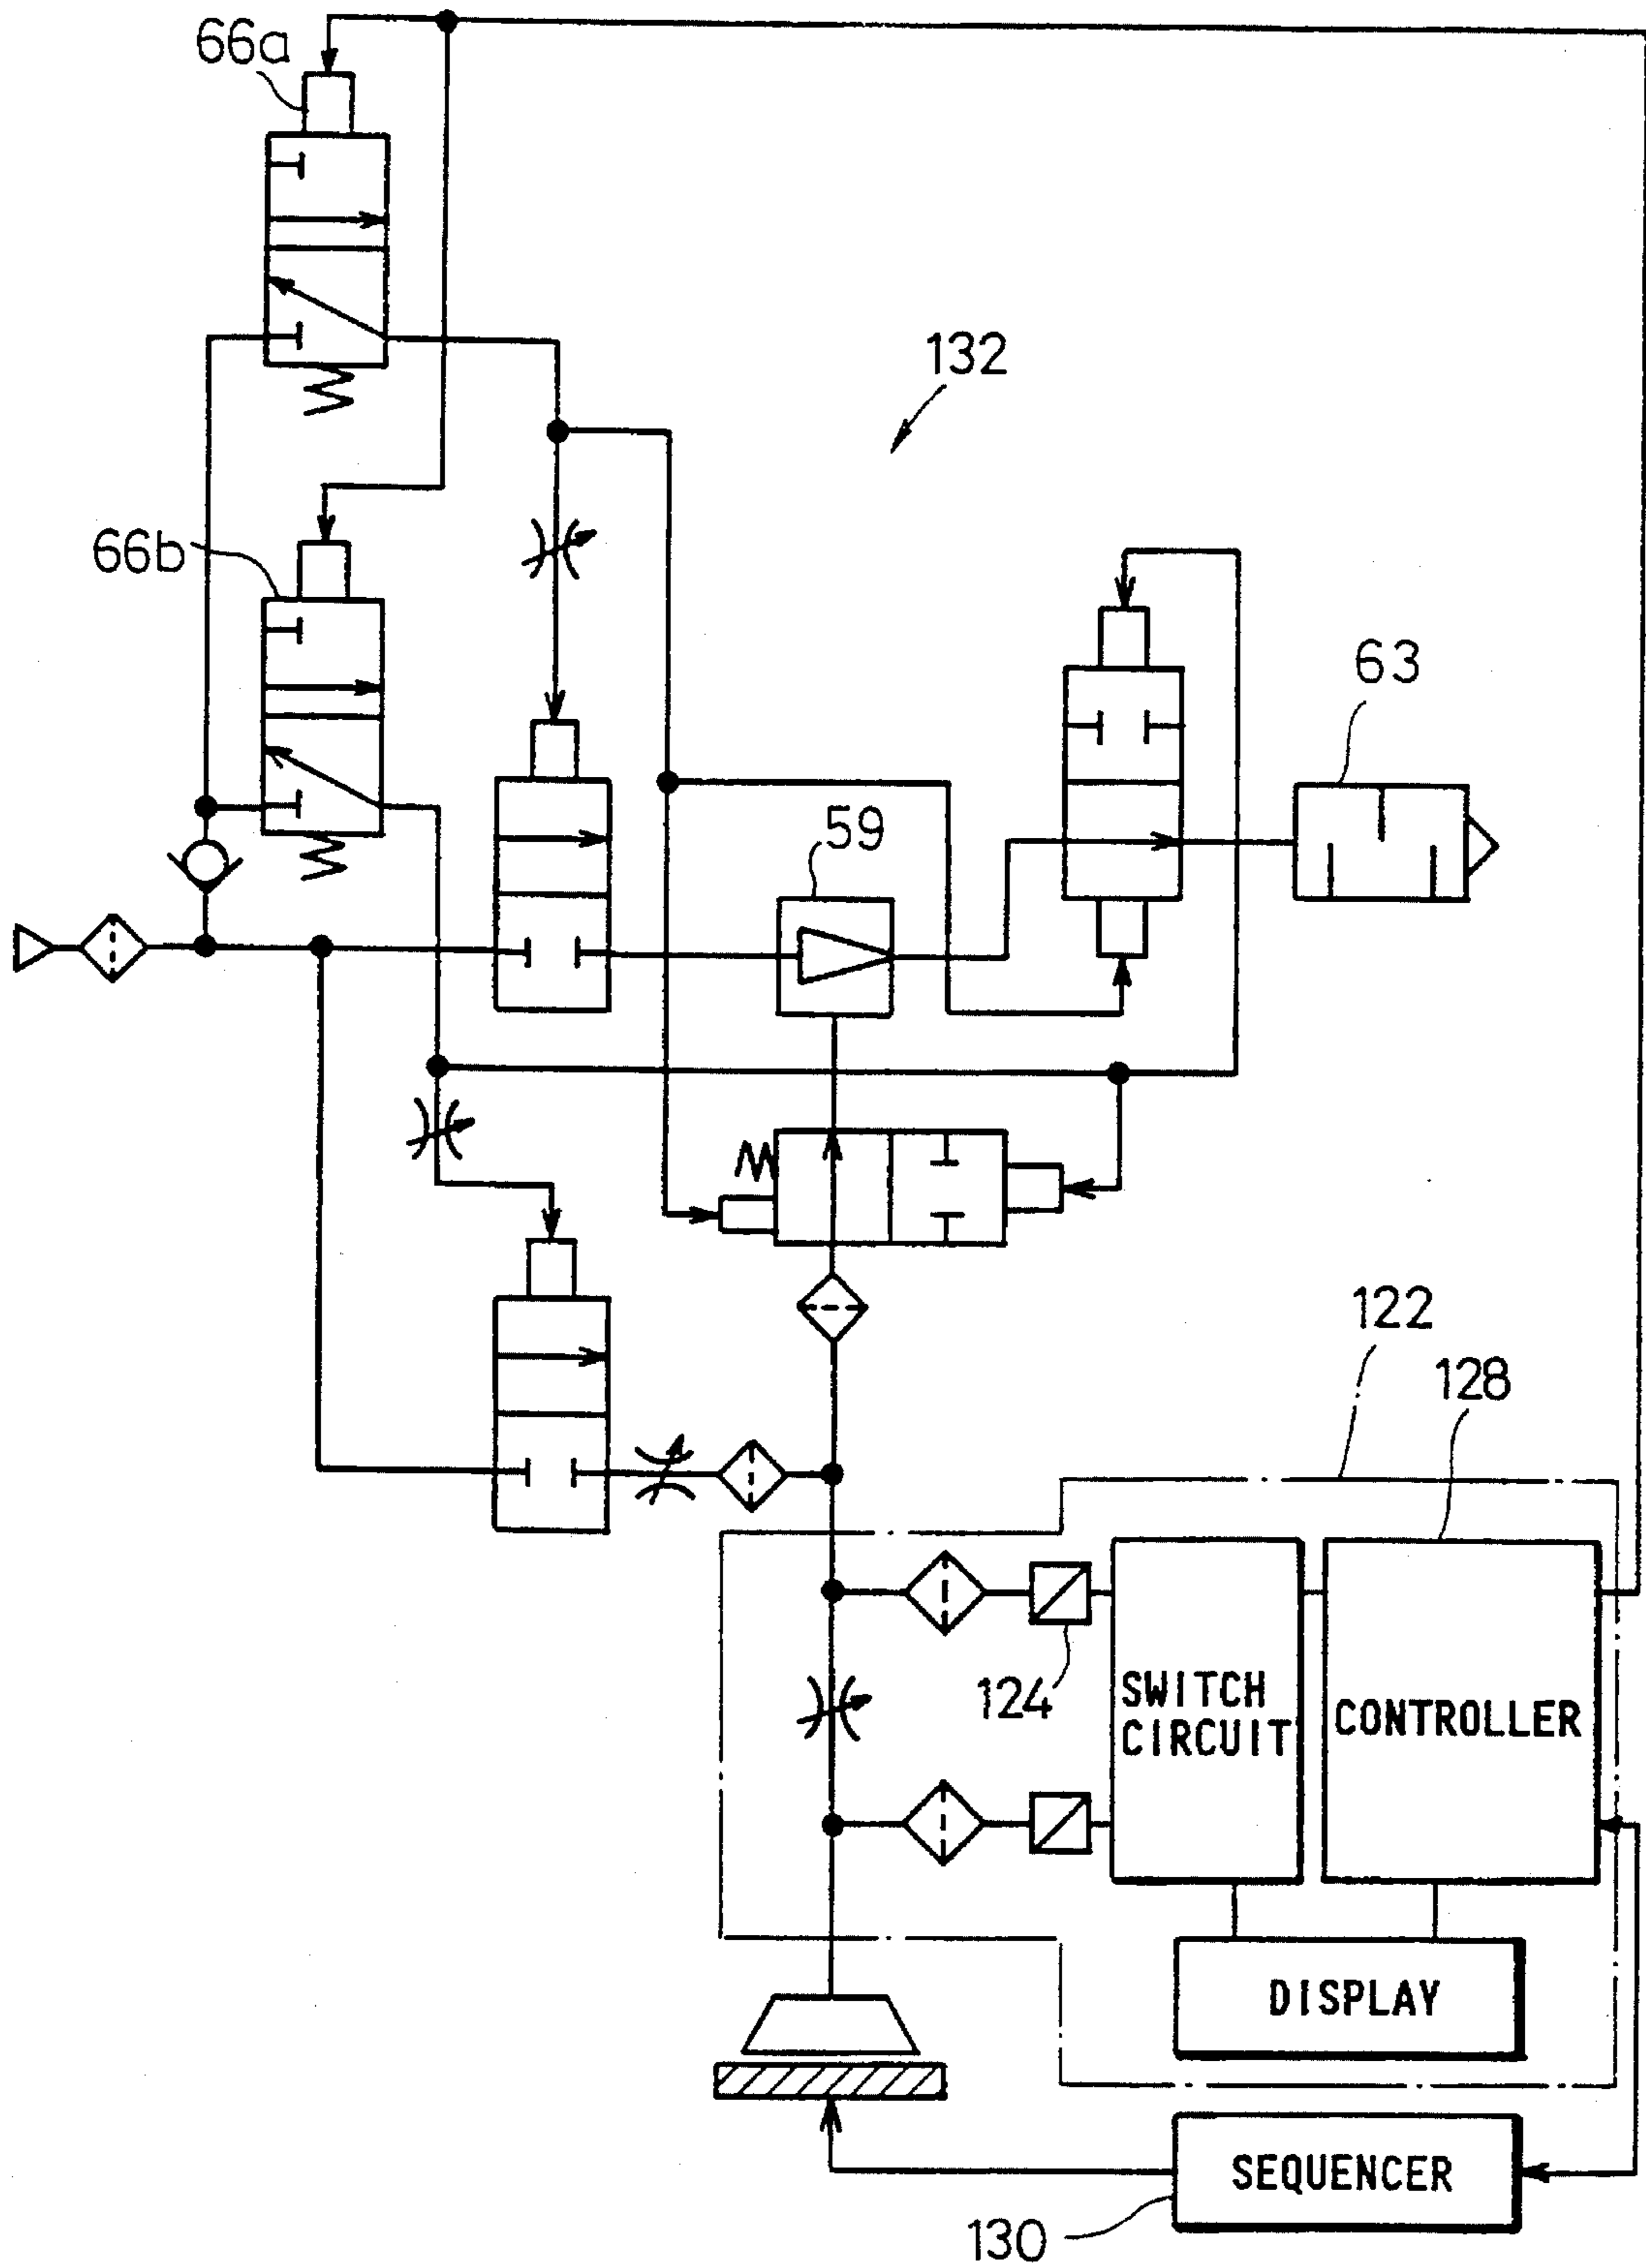 66a
132
66b
63
59
122
128
124
SWITCH
CIRCUIT
CONTROLLER
DISPLAY
SEQUENCER
130